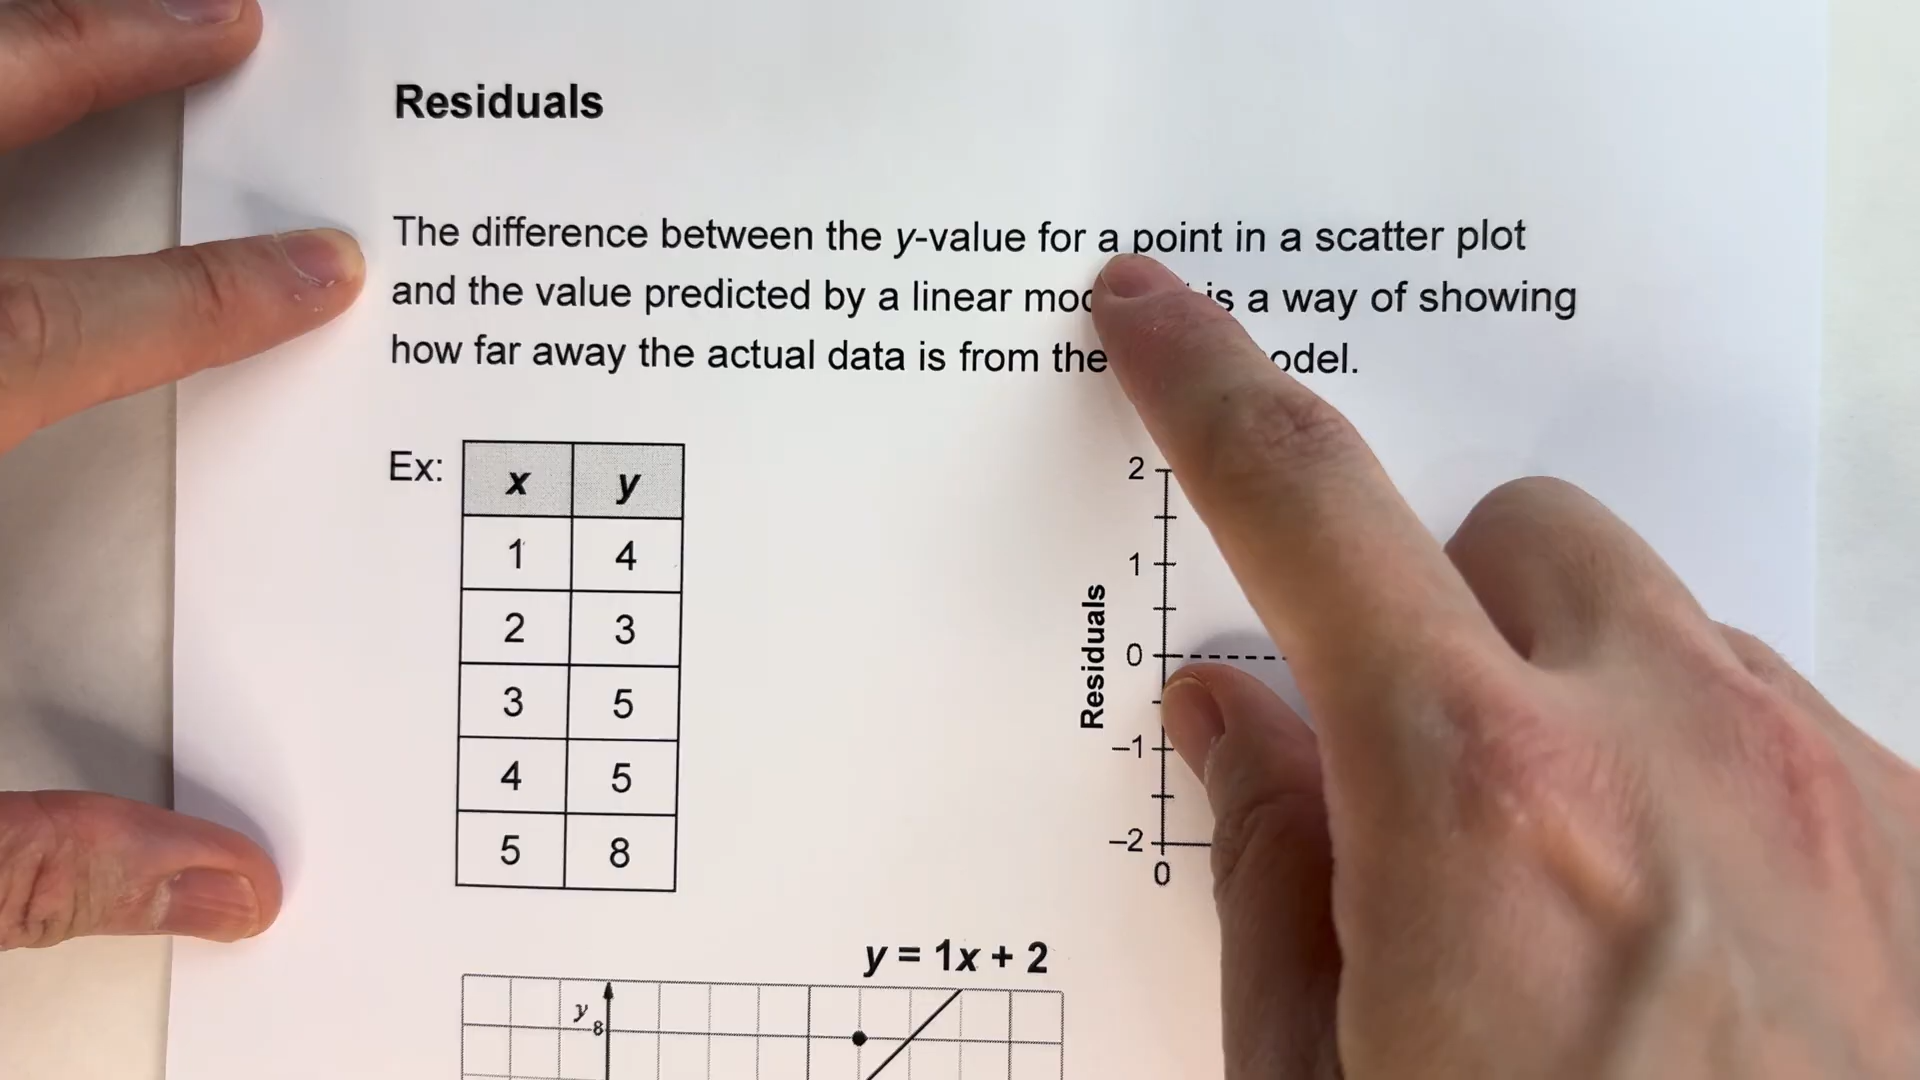 Residuals
The difference between the y-value for a point in a scatter plot
and the value predicted by a linear is a way of showing
how far away the actual data is from the
Ex:
x y
1 4
2 3
3 5
4 5
5 8
Residuals
2
1
0
–1
–2
0
y = 1x + 2
y
8